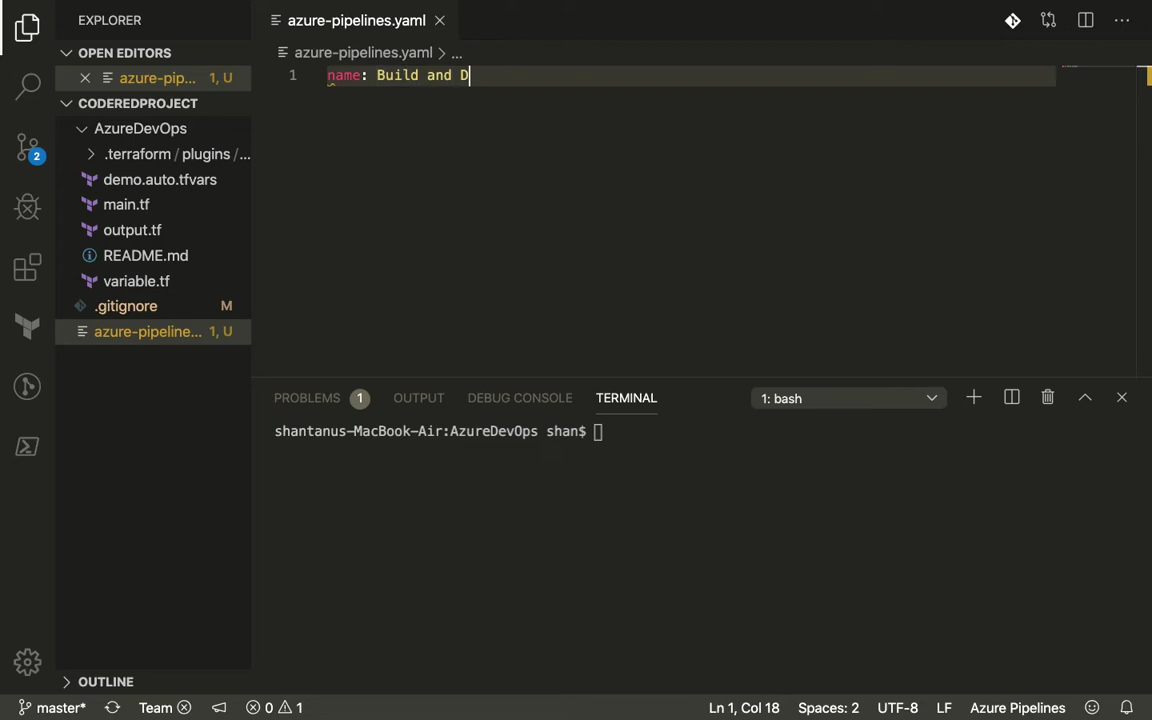 EXPLORER
azure-pipelines.yaml
OPEN EDITORS
azure-pip... 1, U
CODEREDPROJECT
AzureDevOps
.terraform / plugins / ...
demo.auto.tfvars
main.tf
output.tf
README.md
variable.tf
.gitignore M
azure-pipeline... 1, U
2
azure-pipelines.yaml > ...
1 name: Build and D
PROBLEMS 1 OUTPUT DEBUG CONSOLE TERMINAL 1: bash
shantanus-MacBook-Air:AzureDevOps shan$
OUTLINE
master* Team 0 1 Ln 1, Col 18 Spaces: 2 UTF-8 LF Azure Pipelines